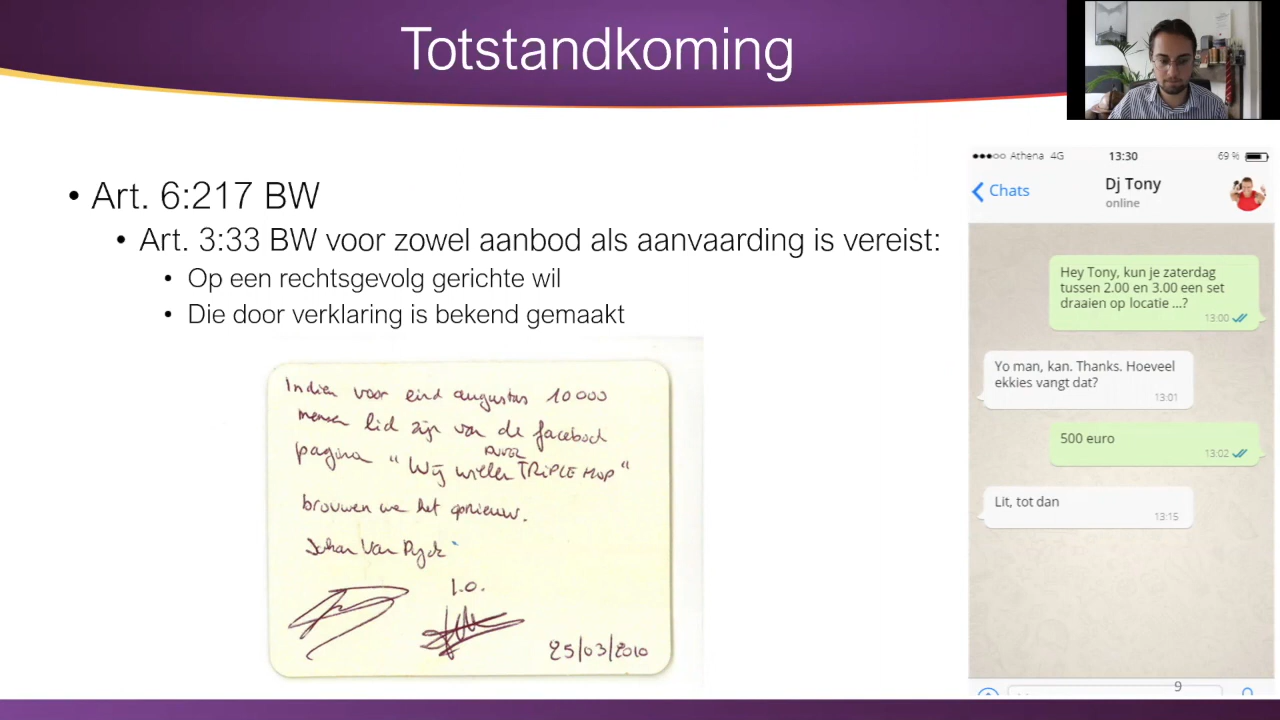 Totstandkoming
• Art. 6:217 BW
• Art. 3:33 BW voor zowel aanbod als aanvaarding is vereist:
• Op een rechtsgevolg gerichte wil
• Die door verklaring is bekend gemaakt
Indien voor eind augustus 10000
mensen lid zijn van de facebook
pagina "Wij willen
DUVEL
TRIPLE HOP"
brouwen we het opnieuw.
Johan Van Dyck
I.O.
25/03/2010
Athena 4G
13:30
69 %
Chats
Dj Tony
online
Hey Tony, kun je zaterdag
tussen 2.00 en 3.00 een set
draaien op locatie ...?
13:00
Yo man, kan. Thanks. Hoeveel
ekkies vangt dat?
13:01
500 euro
13:02
Lit, tot dan
13:15
9